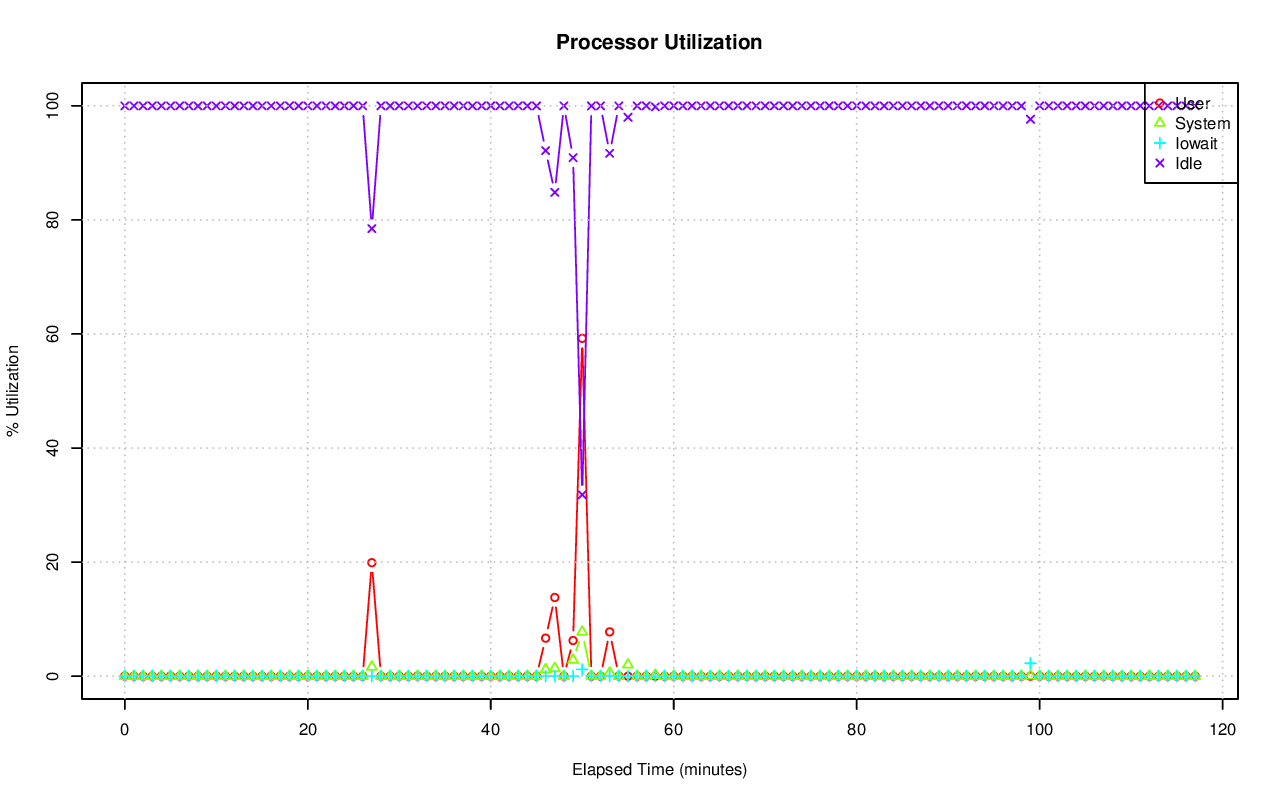 Processor Utilization
User
System
Iowait
Idle
100
80
60
40
20
0
% Utilization
0 20 40 60 80 100 120
Elapsed Time (minutes)